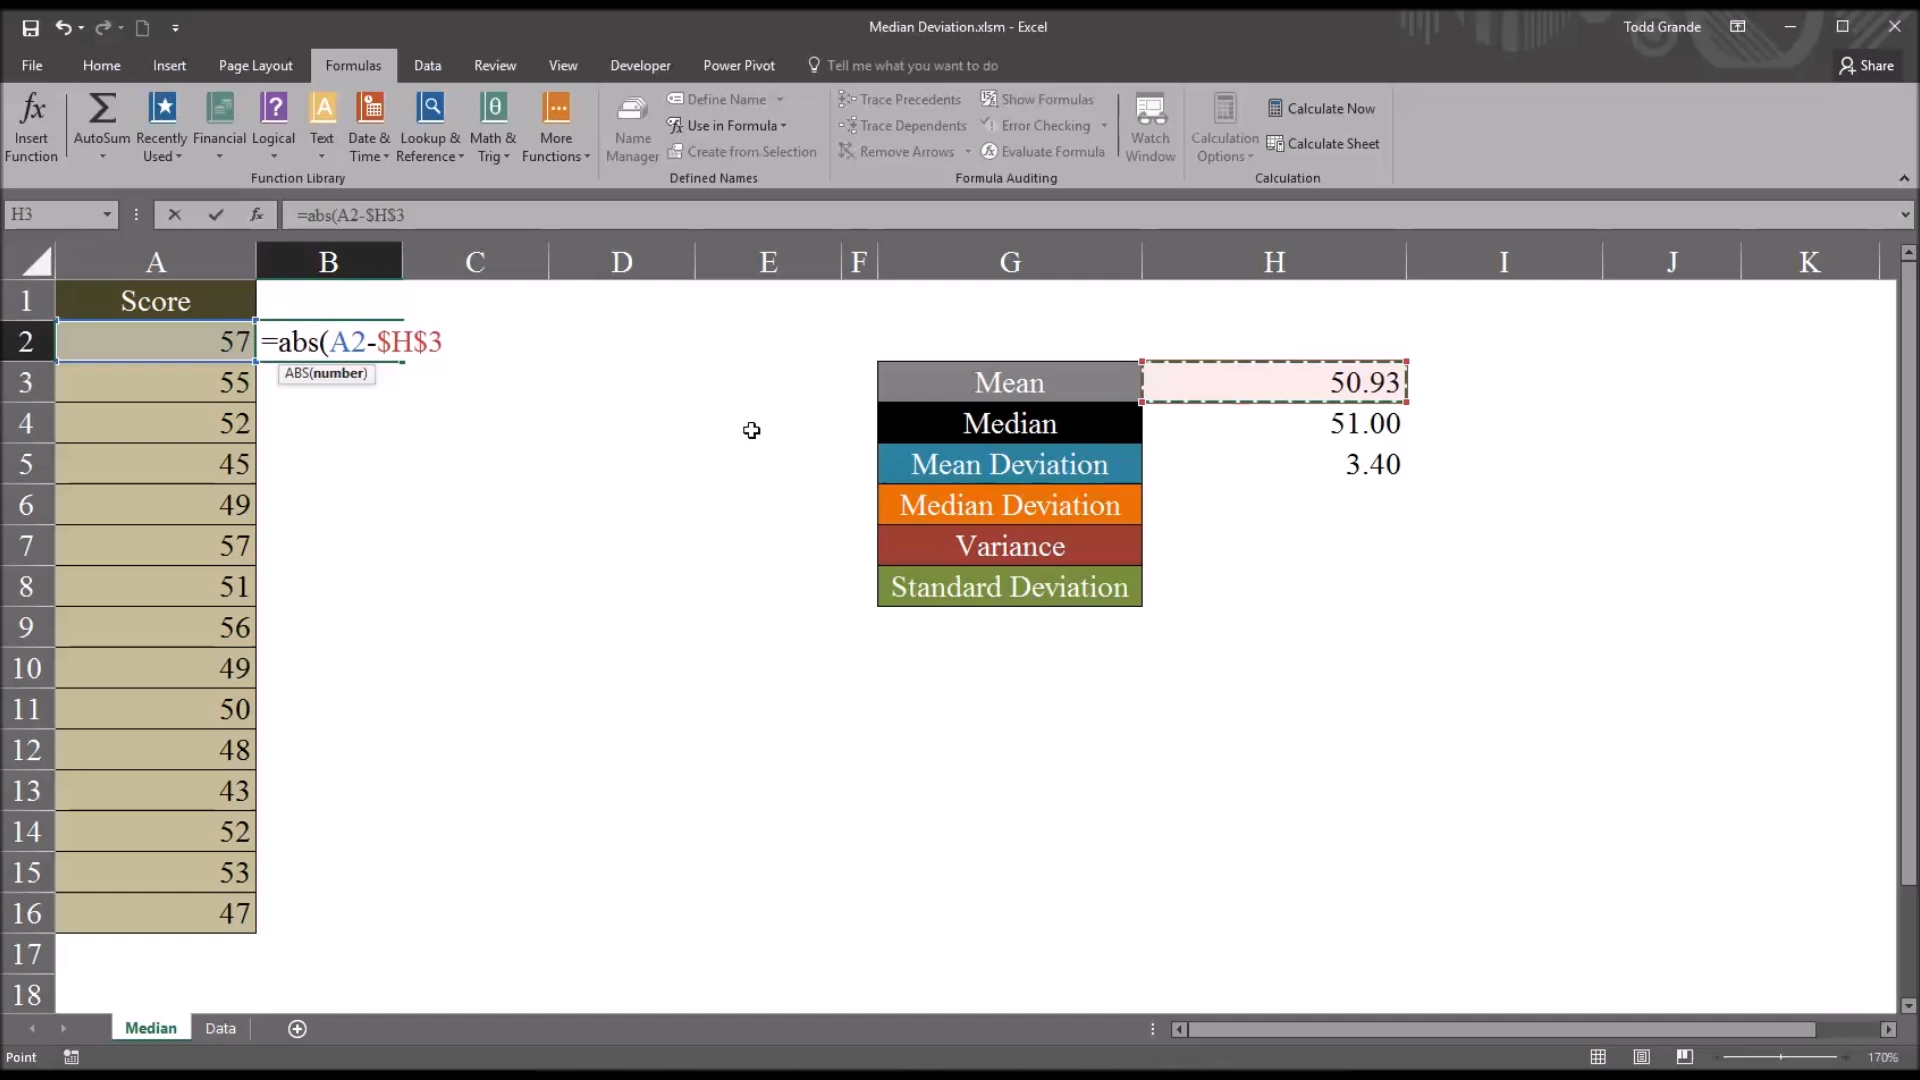 Median Deviation.xlsm - Excel
Todd Grande
File Home Insert Page Layout Formulas Data Review View Developer Power Pivot Tell me what you want to do
Share
fx Insert Function
AutoSum
Recently Used
Financial
Logical
Text
Date & Time
Lookup & Reference
Math & Trig
More Functions
Function Library
Name Manager
Define Name
Use in Formula
Create from Selection
Defined Names
Trace Precedents
Trace Dependents
Remove Arrows
Show Formulas
Error Checking
Evaluate Formula
Formula Auditing
Watch Window
Calculation Options
Calculate Now
Calculate Sheet
Calculation
H3 fx =abs(A2-$H$3
A B C D E F G H I J K
1 Score
2 57 =abs(A2-$H$3
ABS(number)
3 55 Mean 50.93
4 52 Median 51.00
5 45 Mean Deviation 3.40
6 49 Median Deviation
7 57 Variance
8 51 Standard Deviation
9 56
10 49
11 50
12 48
13 43
14 52
15 53
16 47
17
18
Median Data
Point
170%